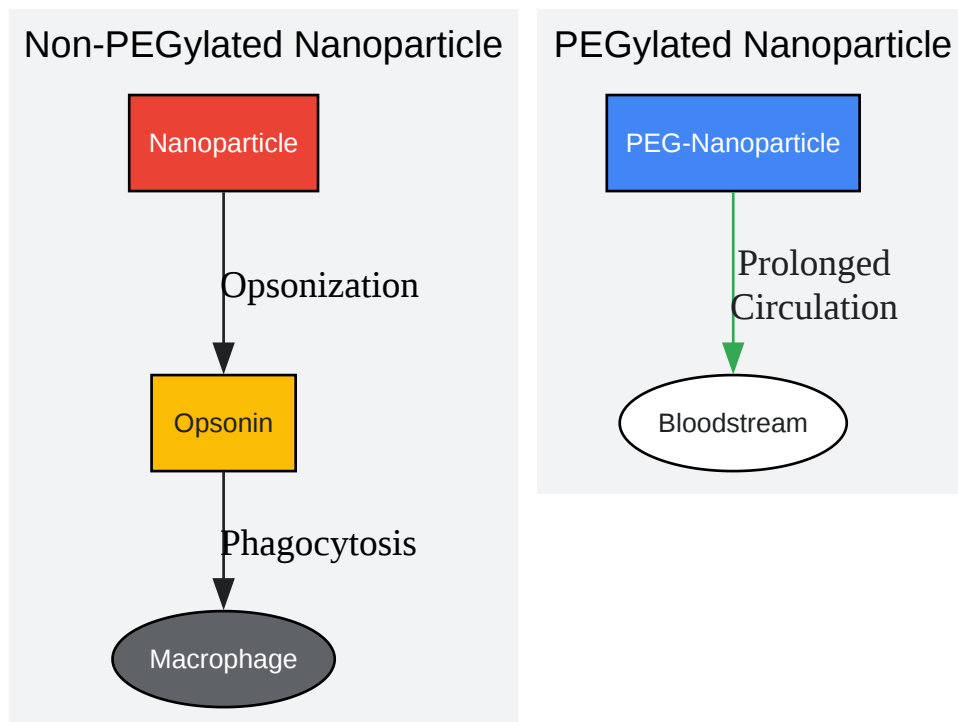 Non-PEGylated Nanoparticle
Nanoparticle
Opsonization
Opsonin
Phagocytosis
Macrophage
PEGylated Nanoparticle
PEG-Nanoparticle
Prolonged
Circulation
Bloodstream